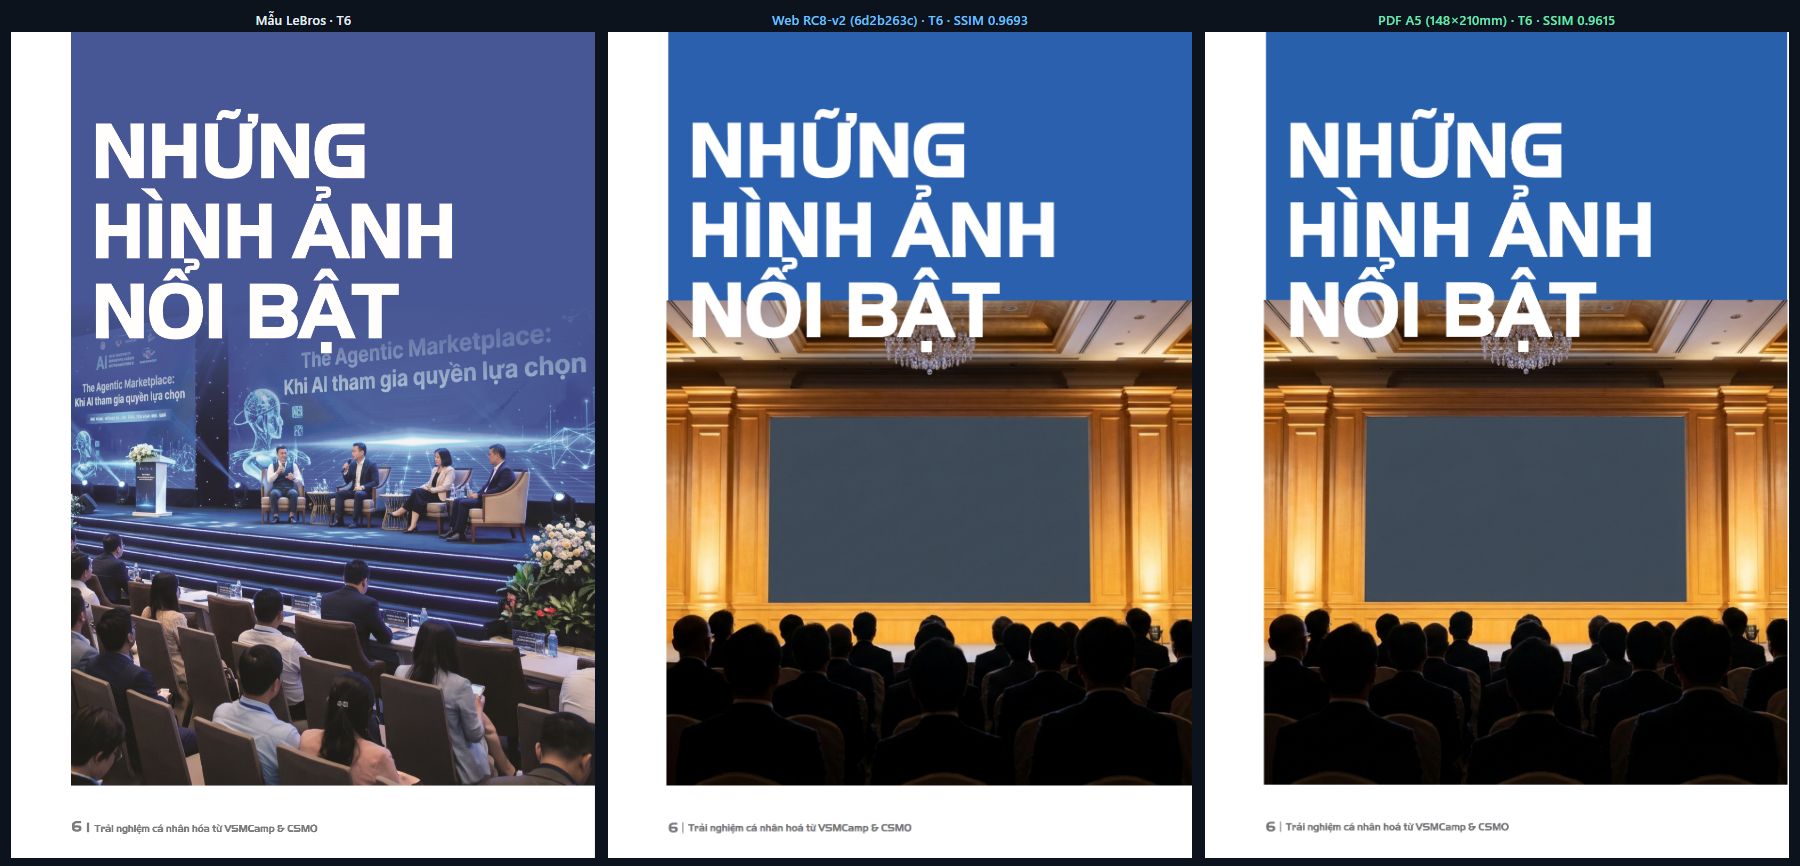 Mẫu LeBros · T6
NHỮNG
HÌNH ẢNH
NỔI BẬT
The Agentic Marketplace:
Khi AI tham gia quyền lựa chọn
AI
The Agentic Marketplace:
Khi AI tham gia quyền lựa chọn
6 | Trải nghiệm cá nhân hóa từ VSMCamp & CSMO
Web RC8-v2 (6d2b263c) · T6 · SSIM 0.9693
NHỮNG
HÌNH ẢNH
NỔI BẬT
6 | Trải nghiệm cá nhân hoá từ VSMCamp & CSMO
PDF A5 (148×210mm) · T6 · SSIM 0.9615
NHỮNG
HÌNH ẢNH
NỔI BẬT
6 | Trải nghiệm cá nhân hoá từ VSMCamp & CSMO